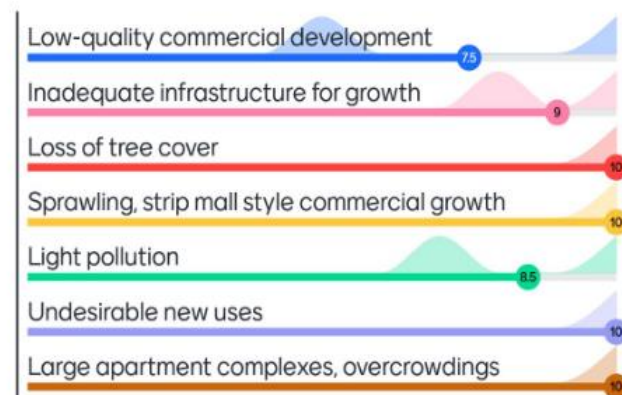 Low-quality commercial development
7.5
Inadequate infrastructure for growth
9
Loss of tree cover
10
Sprawling, strip mall style commercial growth
10
Light pollution
8.5
Undesirable new uses
10
Large apartment complexes, overcrowdings
10